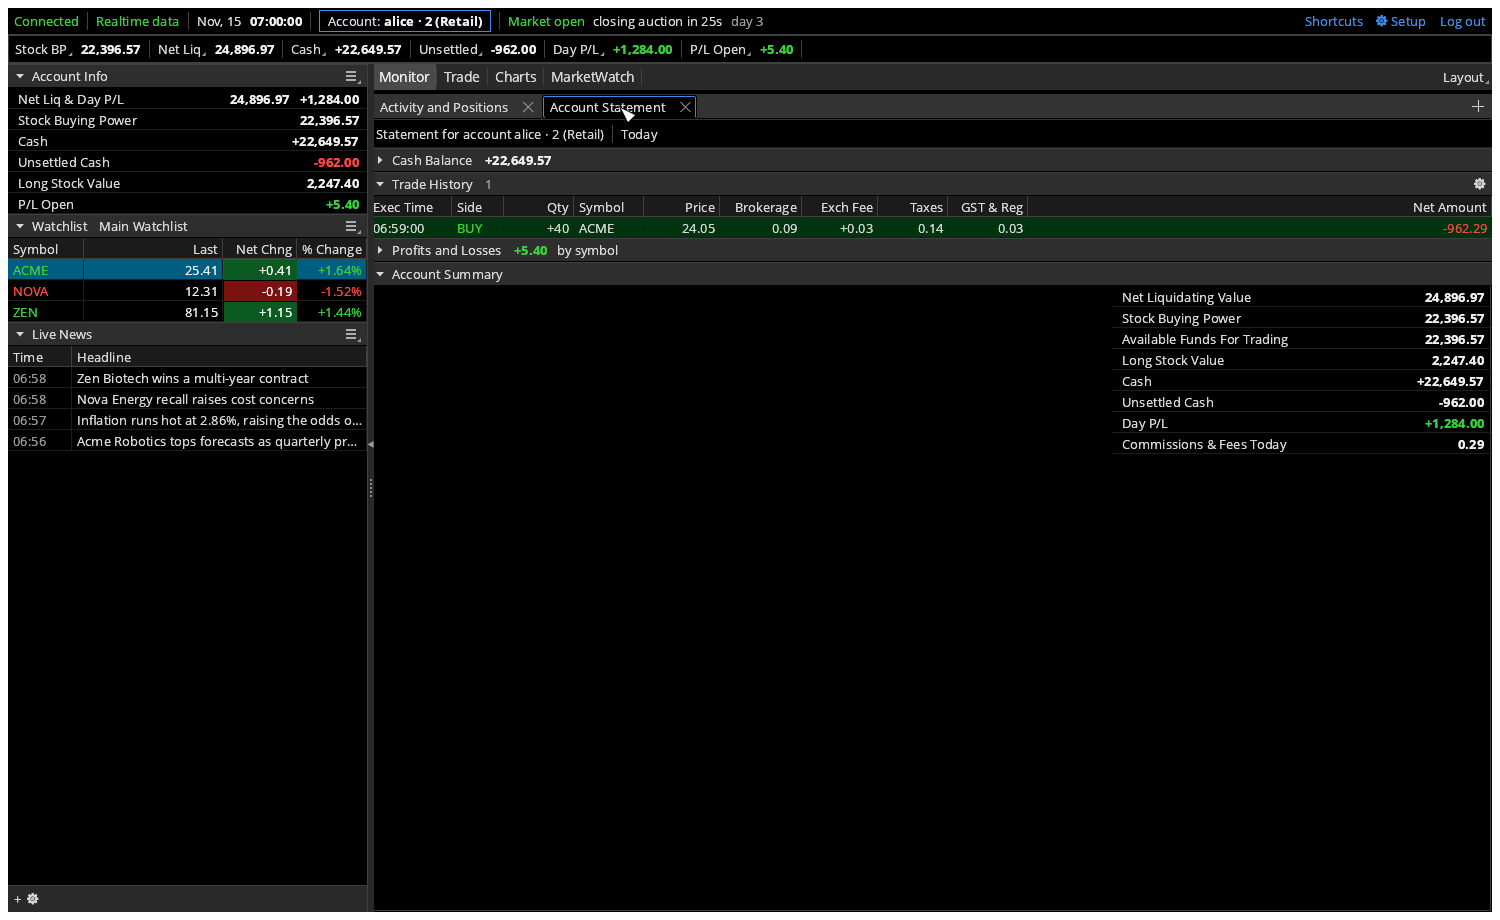 Connected Realtime data Nov, 15 07:00:00 Account: alice · 2 (Retail) Market open closing auction in 25s day 3 Shortcuts Setup Log out
Stock BP 22,396.57 Net Liq 24,896.97 Cash +22,649.57 Unsettled -962.00 Day P/L +1,284.00 P/L Open +5.40
Account Info
Net Liq & Day P/L 24,896.97 +1,284.00
Stock Buying Power 22,396.57
Cash +22,649.57
Unsettled Cash -962.00
Long Stock Value 2,247.40
P/L Open +5.40
Watchlist Main Watchlist
Symbol Last Net Chng % Change
ACME 25.41 +0.41 +1.64%
NOVA 12.31 -0.19 -1.52%
ZEN 81.15 +1.15 +1.44%
Live News
Time Headline
06:58 Zen Biotech wins a multi-year contract
06:58 Nova Energy recall raises cost concerns
06:57 Inflation runs hot at 2.86%, raising the odds o...
06:56 Acme Robotics tops forecasts as quarterly pr...
Monitor Trade Charts MarketWatch Layout
Activity and Positions Account Statement
Statement for account alice · 2 (Retail) Today
Cash Balance +22,649.57
Trade History 1
Exec Time Side Qty Symbol Price Brokerage Exch Fee Taxes GST & Reg Net Amount
06:59:00 BUY +40 ACME 24.05 0.09 +0.03 0.14 0.03 -962.29
Profits and Losses +5.40 by symbol
Account Summary
Net Liquidating Value 24,896.97
Stock Buying Power 22,396.57
Available Funds For Trading 22,396.57
Long Stock Value 2,247.40
Cash +22,649.57
Unsettled Cash -962.00
Day P/L +1,284.00
Commissions & Fees Today 0.29